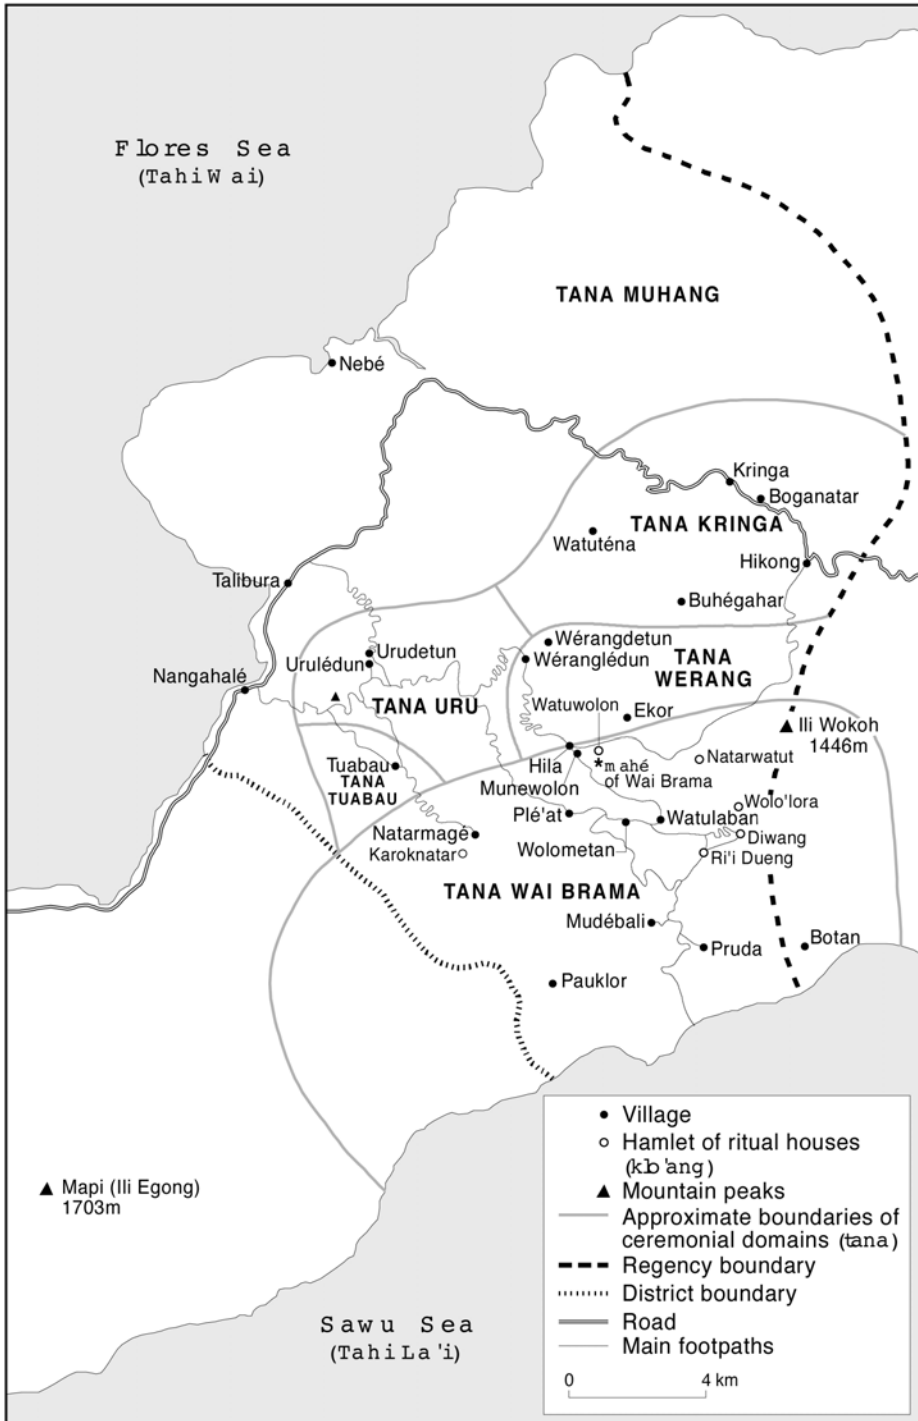 Flores Sea
(Tahi Wai)
TANA MUHANG
Nebé
Kringa
Boganatar
TANA KRINGA
Watuténa
Hikong
Talibura
Buhégahar
Urudetun
Urulédun
Wérangdetun
Wéranglédun
TANA
WERANG
Nangahalé
TANA URU
Watuwolon
Ekor
Ili Wokoh
1446m
Hila
*mahé
of Wai Brama
Natarwatut
Munewolon
Tuabau
TANA
TUABAU
Plé'at
Watulaban
Wolo'lora
Diwang
Natarmagé
Karoknatar
Wolometan
Ri'i Dueng
TANA WAI BRAMA
Mudébali
Pruda
Botan
Pauklor
Mapi (Ili Egong)
1703m
Sawu Sea
(Tahi La'i)
Village
Hamlet of ritual houses
(klo'ang)
Mountain peaks
Approximate boundaries of
ceremonial domains (tana)
Regency boundary
District boundary
Road
Main footpaths
0 4 km